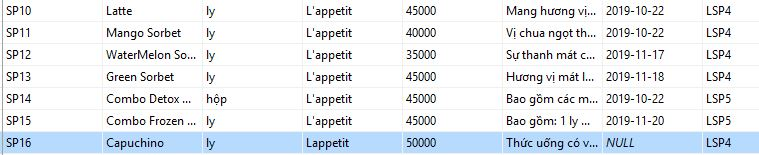 SP10 Latte ly L'appetit 45000 Mang hương vị... 2019-10-22 LSP4
SP11 Mango Sorbet ly L'appetit 40000 Vị chua ngọt th... 2019-10-22 LSP4
SP12 WaterMelon So... ly L'appetit 35000 Sự thanh mát c... 2019-11-17 LSP4
SP13 Green Sorbet ly L'appetit 45000 Hương vị mát l... 2019-11-18 LSP4
SP14 Combo Detox ... hộp L'appetit 45000 Bao gồm các m... 2019-10-22 LSP5
SP15 Combo Frozen ... ly L'appetit 45000 Bao gồm: 1 ly ... 2019-11-20 LSP5
SP16 Capuchino ly Lappetit 50000 Thức uống có v... NULL LSP4